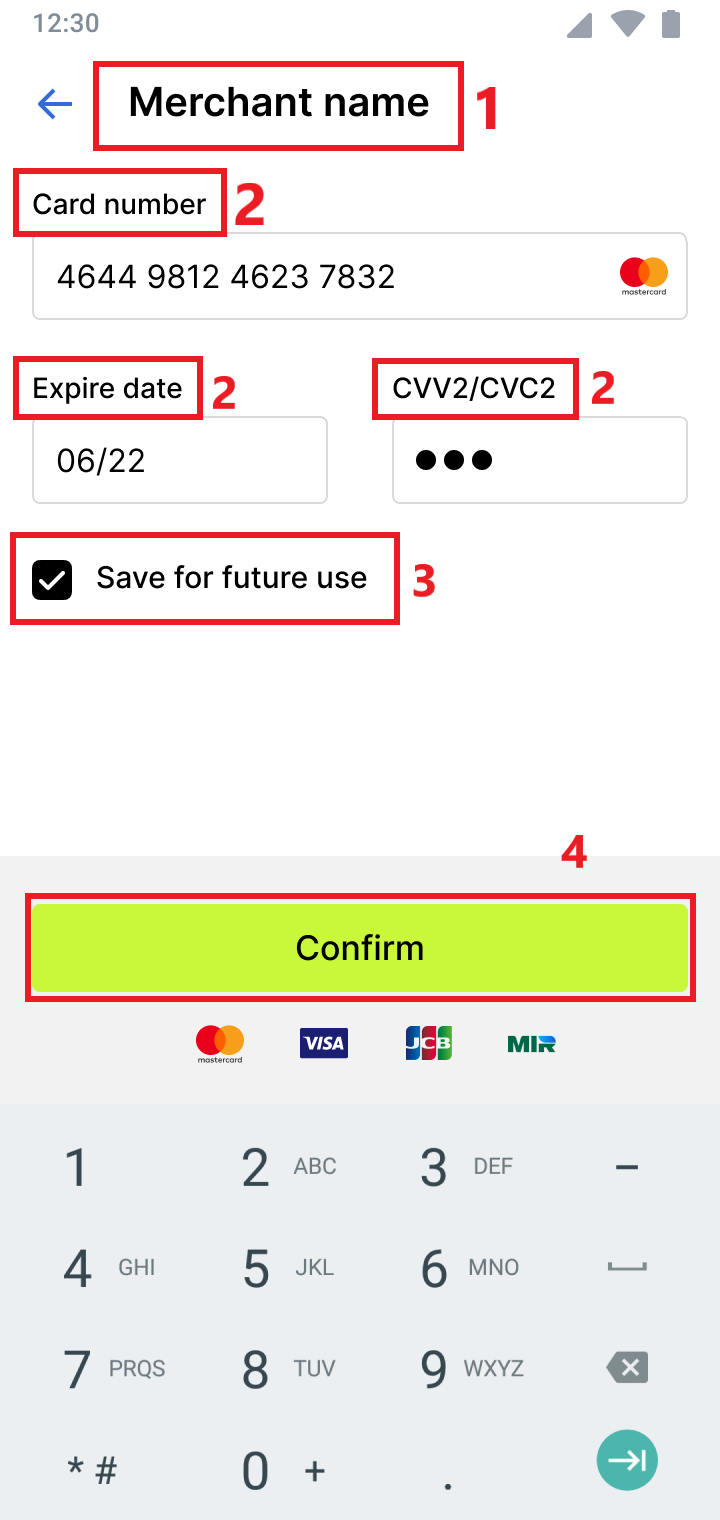 12:30
Merchant name 1
Card number 2
4644 9812 4623 7832 mastercard
Expire date 2 CVV2/CVC2 2
06/22 ●●●
Save for future use 3
4
Confirm
mastercard VISA JCB MIR
1 2 ABC 3 DEF –
4 GHI 5 JKL 6 MNO
7 PRQS 8 TUV 9 WXYZ
* # 0 + .